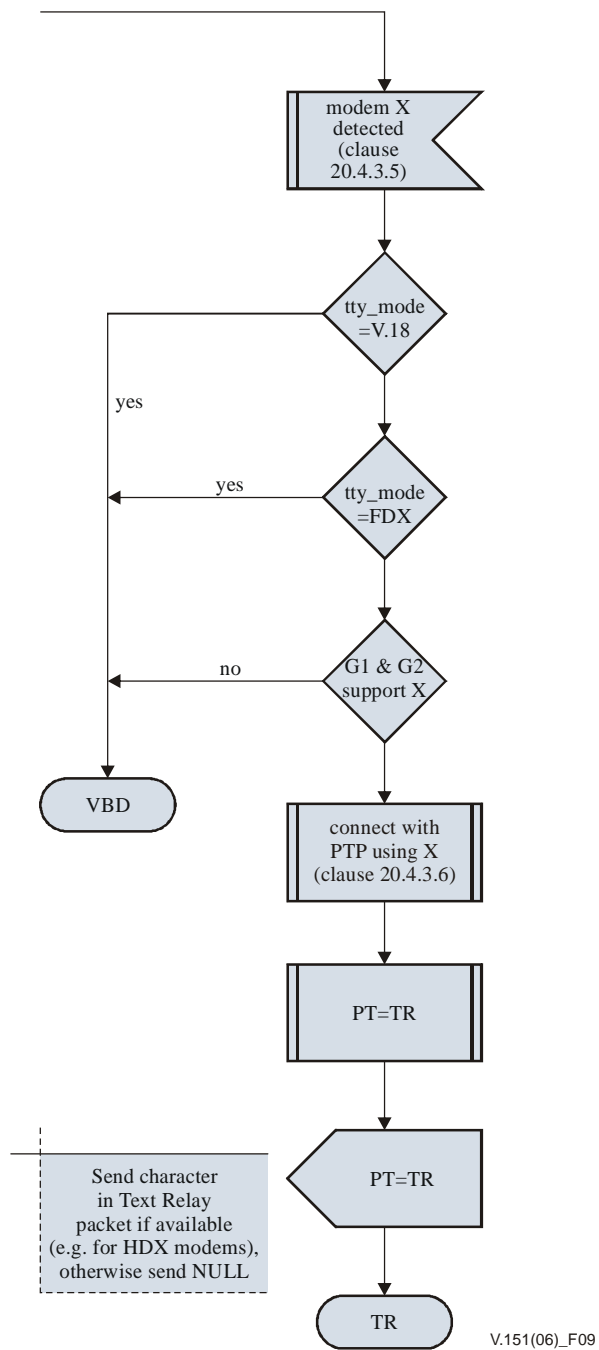 modem X
detected
(clause
20.4.3.5)
tty_mode
=V.18
yes
yes
tty_mode
=FDX
no
G1 & G2
support X
VBD
connect with
PTP using X
(clause 20.4.3.6)
PT=TR
Send character
in Text Relay
packet if available
(e.g. for HDX modems),
otherwise send NULL
PT=TR
TR
V.151(06)_F09